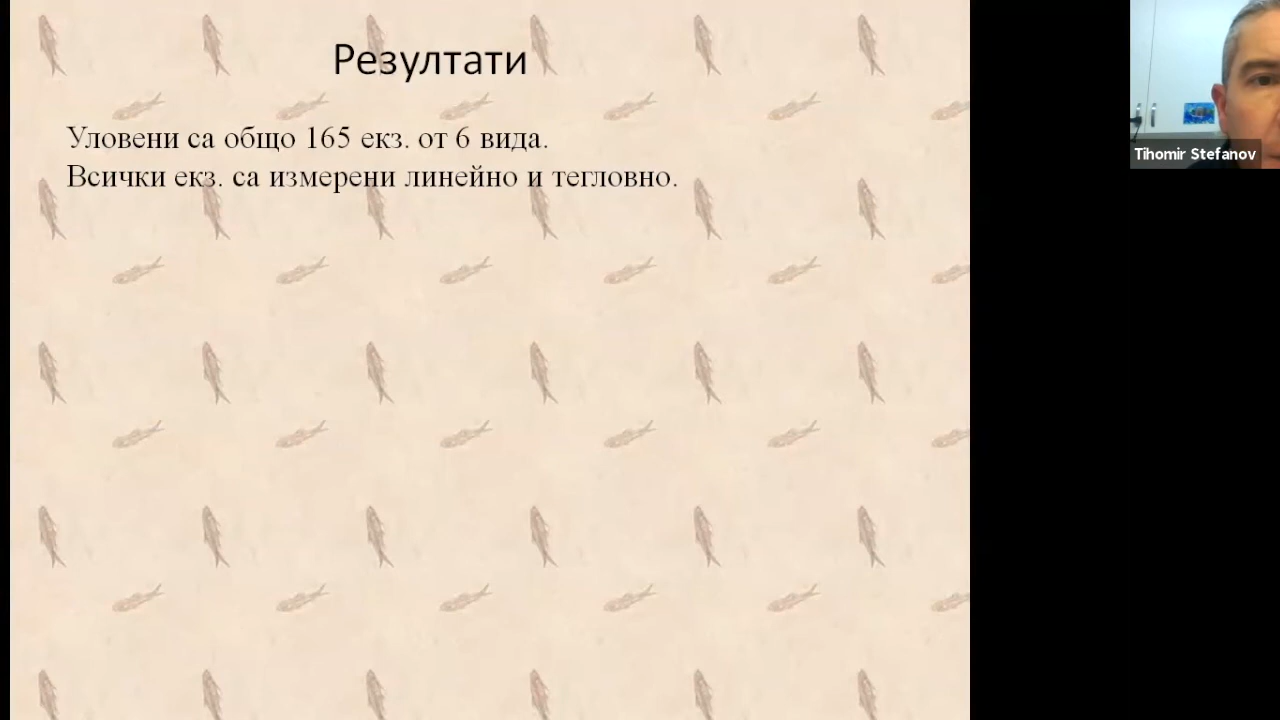 Резултати
Уловени са общо 165 екз. от 6 вида.
Всички екз. са измерени линейно и тегловно.
Tihomir Stefanov